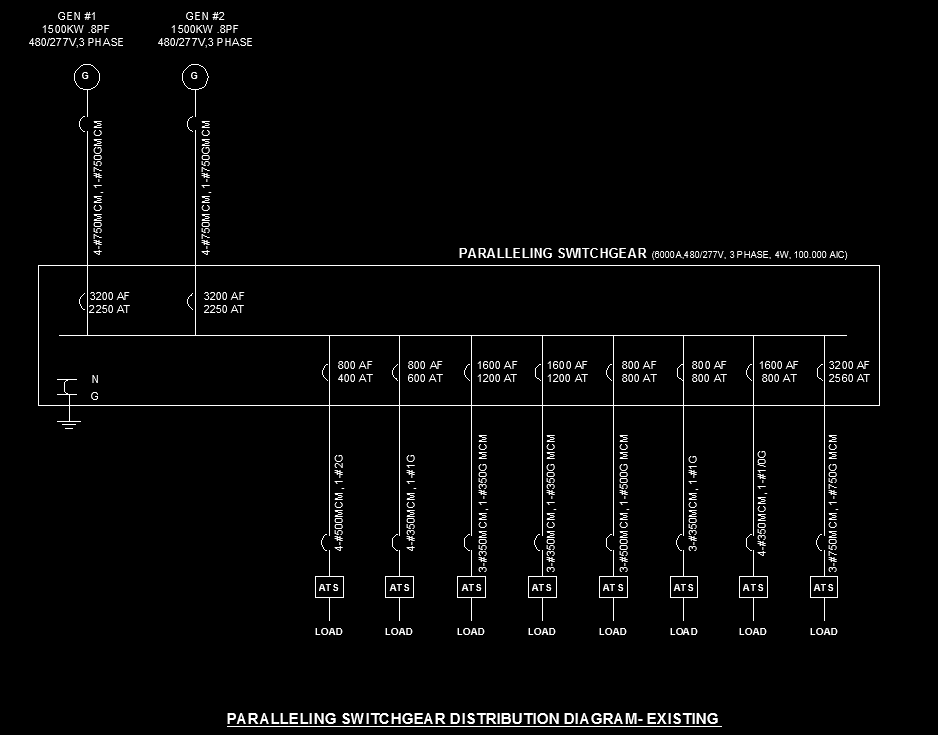 GEN #1
1500KW .8PF
480/277V,3 PHASE
GEN #2
1500KW .8PF
480/277V,3 PHASE
G
G
4-#750MCM, 1-#750GMCM
4-#750MCM, 1-#750GMCM
PARALLELING SWITCHGEAR (6000A,480/277V, 3 PHASE, 4W, 100.000 AIC)
3200 AF
2250 AT
3200 AF
2250 AT
800 AF
400 AT
800 AF
600 AT
1600 AF
1200 AT
1600 AF
1200 AT
800 AF
800 AT
800 AF
800 AT
1600 AF
800 AT
3200 AF
2560 AT
N
G
4-#500MCM, 1-#2G
4-#350MCM, 1-#1G
3-#350MCM, 1-#350G MCM
3-#350MCM, 1-#350G MCM
3-#500MCM, 1-#500G MCM
3-#350MCM, 1-#1G
4-#350MCM, 1-#1/0G
3-#750MCM, 1-#750G MCM
ATS
ATS
ATS
ATS
ATS
ATS
ATS
ATS
LOAD
LOAD
LOAD
LOAD
LOAD
LOAD
LOAD
LOAD
PARALLELING SWITCHGEAR DISTRIBUTION DIAGRAM- EXISTING